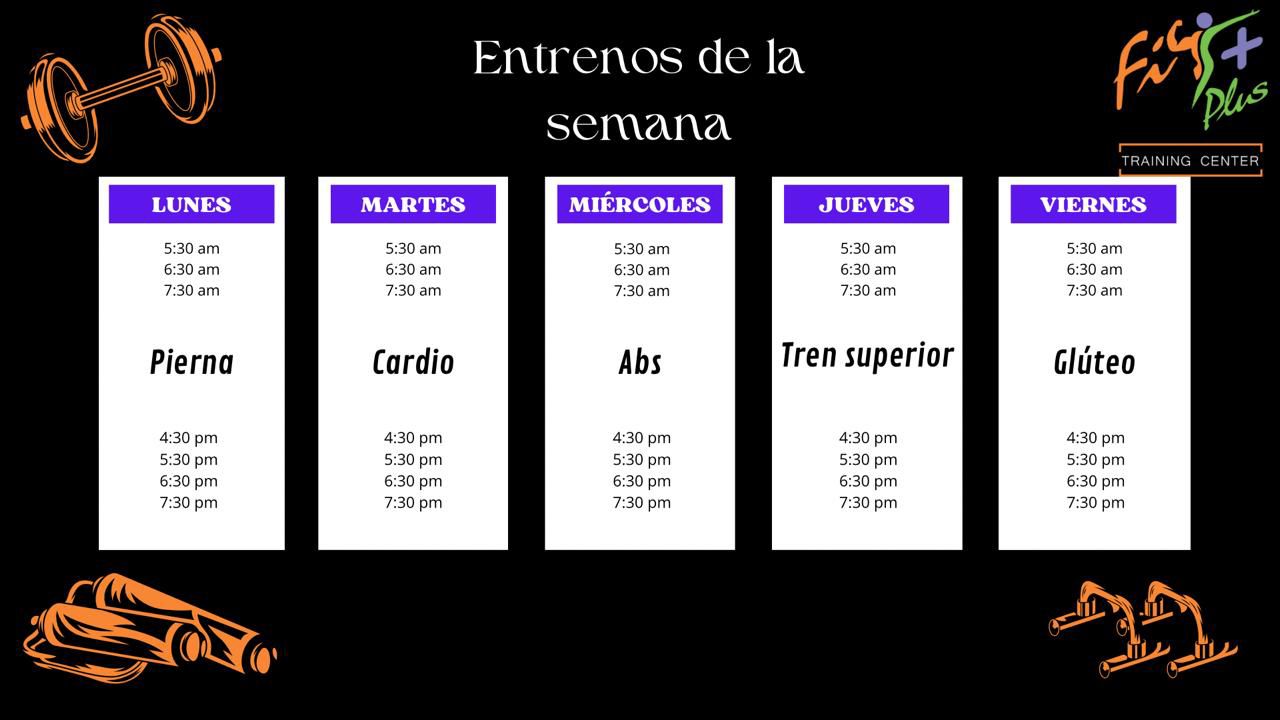 Entrenos de la
semana
Plus
TRAINING CENTER
LUNES
5:30 am
6:30 am
7:30 am
Pierna
4:30 pm
5:30 pm
6:30 pm
7:30 pm
MARTES
5:30 am
6:30 am
7:30 am
Cardio
4:30 pm
5:30 pm
6:30 pm
7:30 pm
MIÉRCOLES
5:30 am
6:30 am
7:30 am
Abs
4:30 pm
5:30 pm
6:30 pm
7:30 pm
JUEVES
5:30 am
6:30 am
7:30 am
Tren superior
4:30 pm
5:30 pm
6:30 pm
7:30 pm
VIERNES
5:30 am
6:30 am
7:30 am
Glúteo
4:30 pm
5:30 pm
6:30 pm
7:30 pm